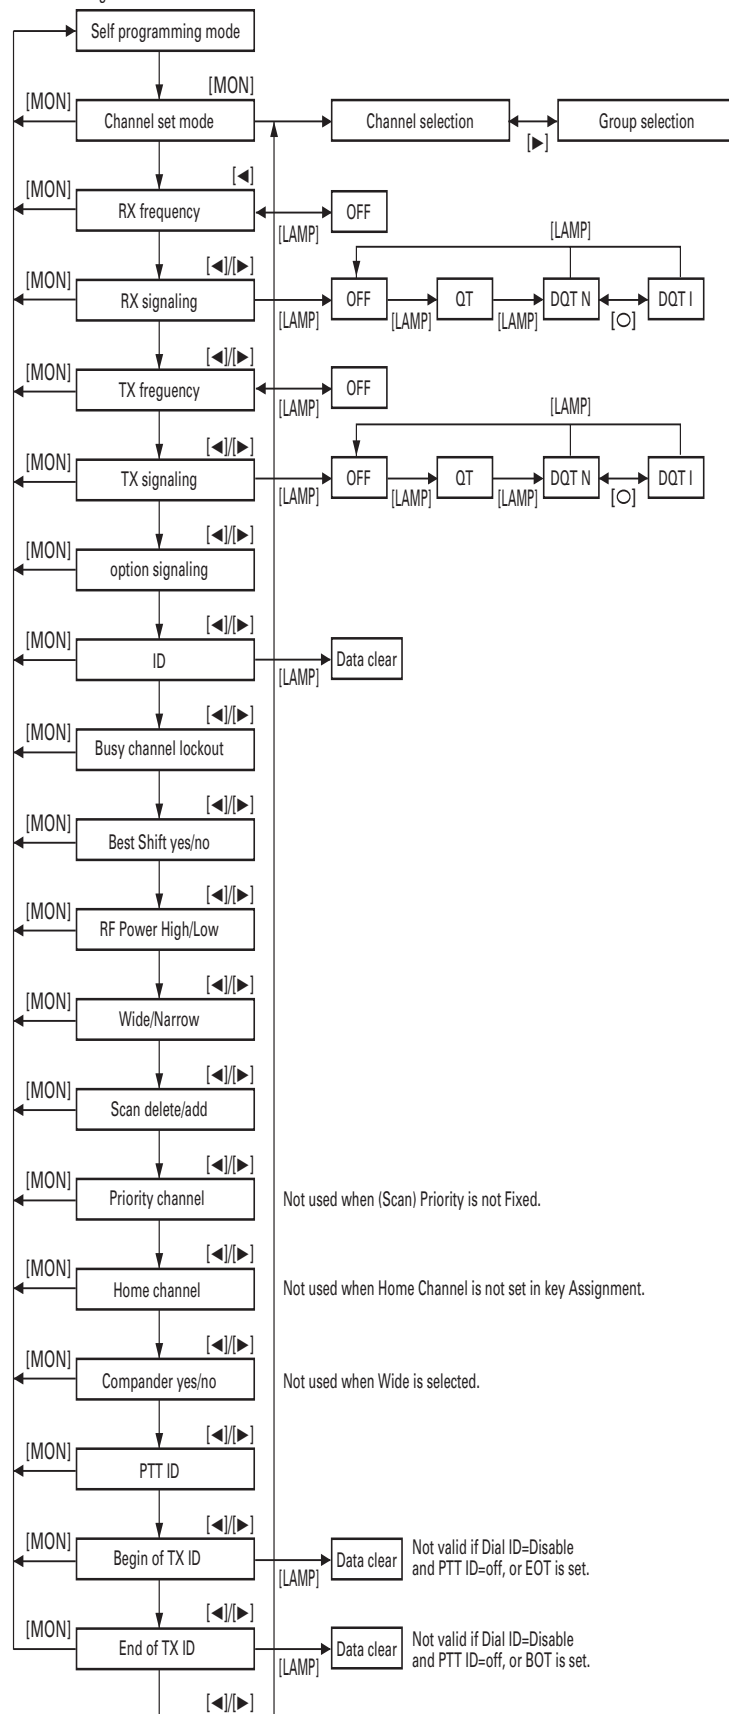 Self programming mode
[MON]
[MON]
Channel set mode
Channel selection
Group selection
[▶]
[◀]
[MON]
RX frequency
OFF
[LAMP]
[LAMP]
[◀]/[▶]
[MON]
RX signaling
OFF
QT
DQT N
DQT I
[LAMP]
[LAMP]
[LAMP]
[○]
[◀]/[▶]
[MON]
TX freguency
OFF
[LAMP]
[LAMP]
[◀]/[▶]
[MON]
TX signaling
OFF
QT
DQT N
DQT I
[LAMP]
[LAMP]
[LAMP]
[○]
[◀]/[▶]
[MON]
option signaling
[◀]/[▶]
[MON]
ID
Data clear
[LAMP]
[◀]/[▶]
[MON]
Busy channel lockout
[◀]/[▶]
[MON]
Best Shift yes/no
[◀]/[▶]
[MON]
RF Power High/Low
[◀]/[▶]
[MON]
Wide/Narrow
[◀]/[▶]
[MON]
Scan delete/add
[◀]/[▶]
[MON]
Priority channel
Not used when (Scan) Priority is not Fixed.
[◀]/[▶]
[MON]
Home channel
Not used when Home Channel is not set in key Assignment.
[◀]/[▶]
[MON]
Compander yes/no
Not used when Wide is selected.
[◀]/[▶]
[MON]
PTT ID
[◀]/[▶]
[MON]
Begin of TX ID
Data clear
[LAMP]
Not valid if Dial ID=Disable
and PTT ID=off, or EOT is set.
[◀]/[▶]
[MON]
End of TX ID
Data clear
[LAMP]
Not valid if Dial ID=Disable
and PTT ID=off, or BOT is set.
[◀]/[▶]